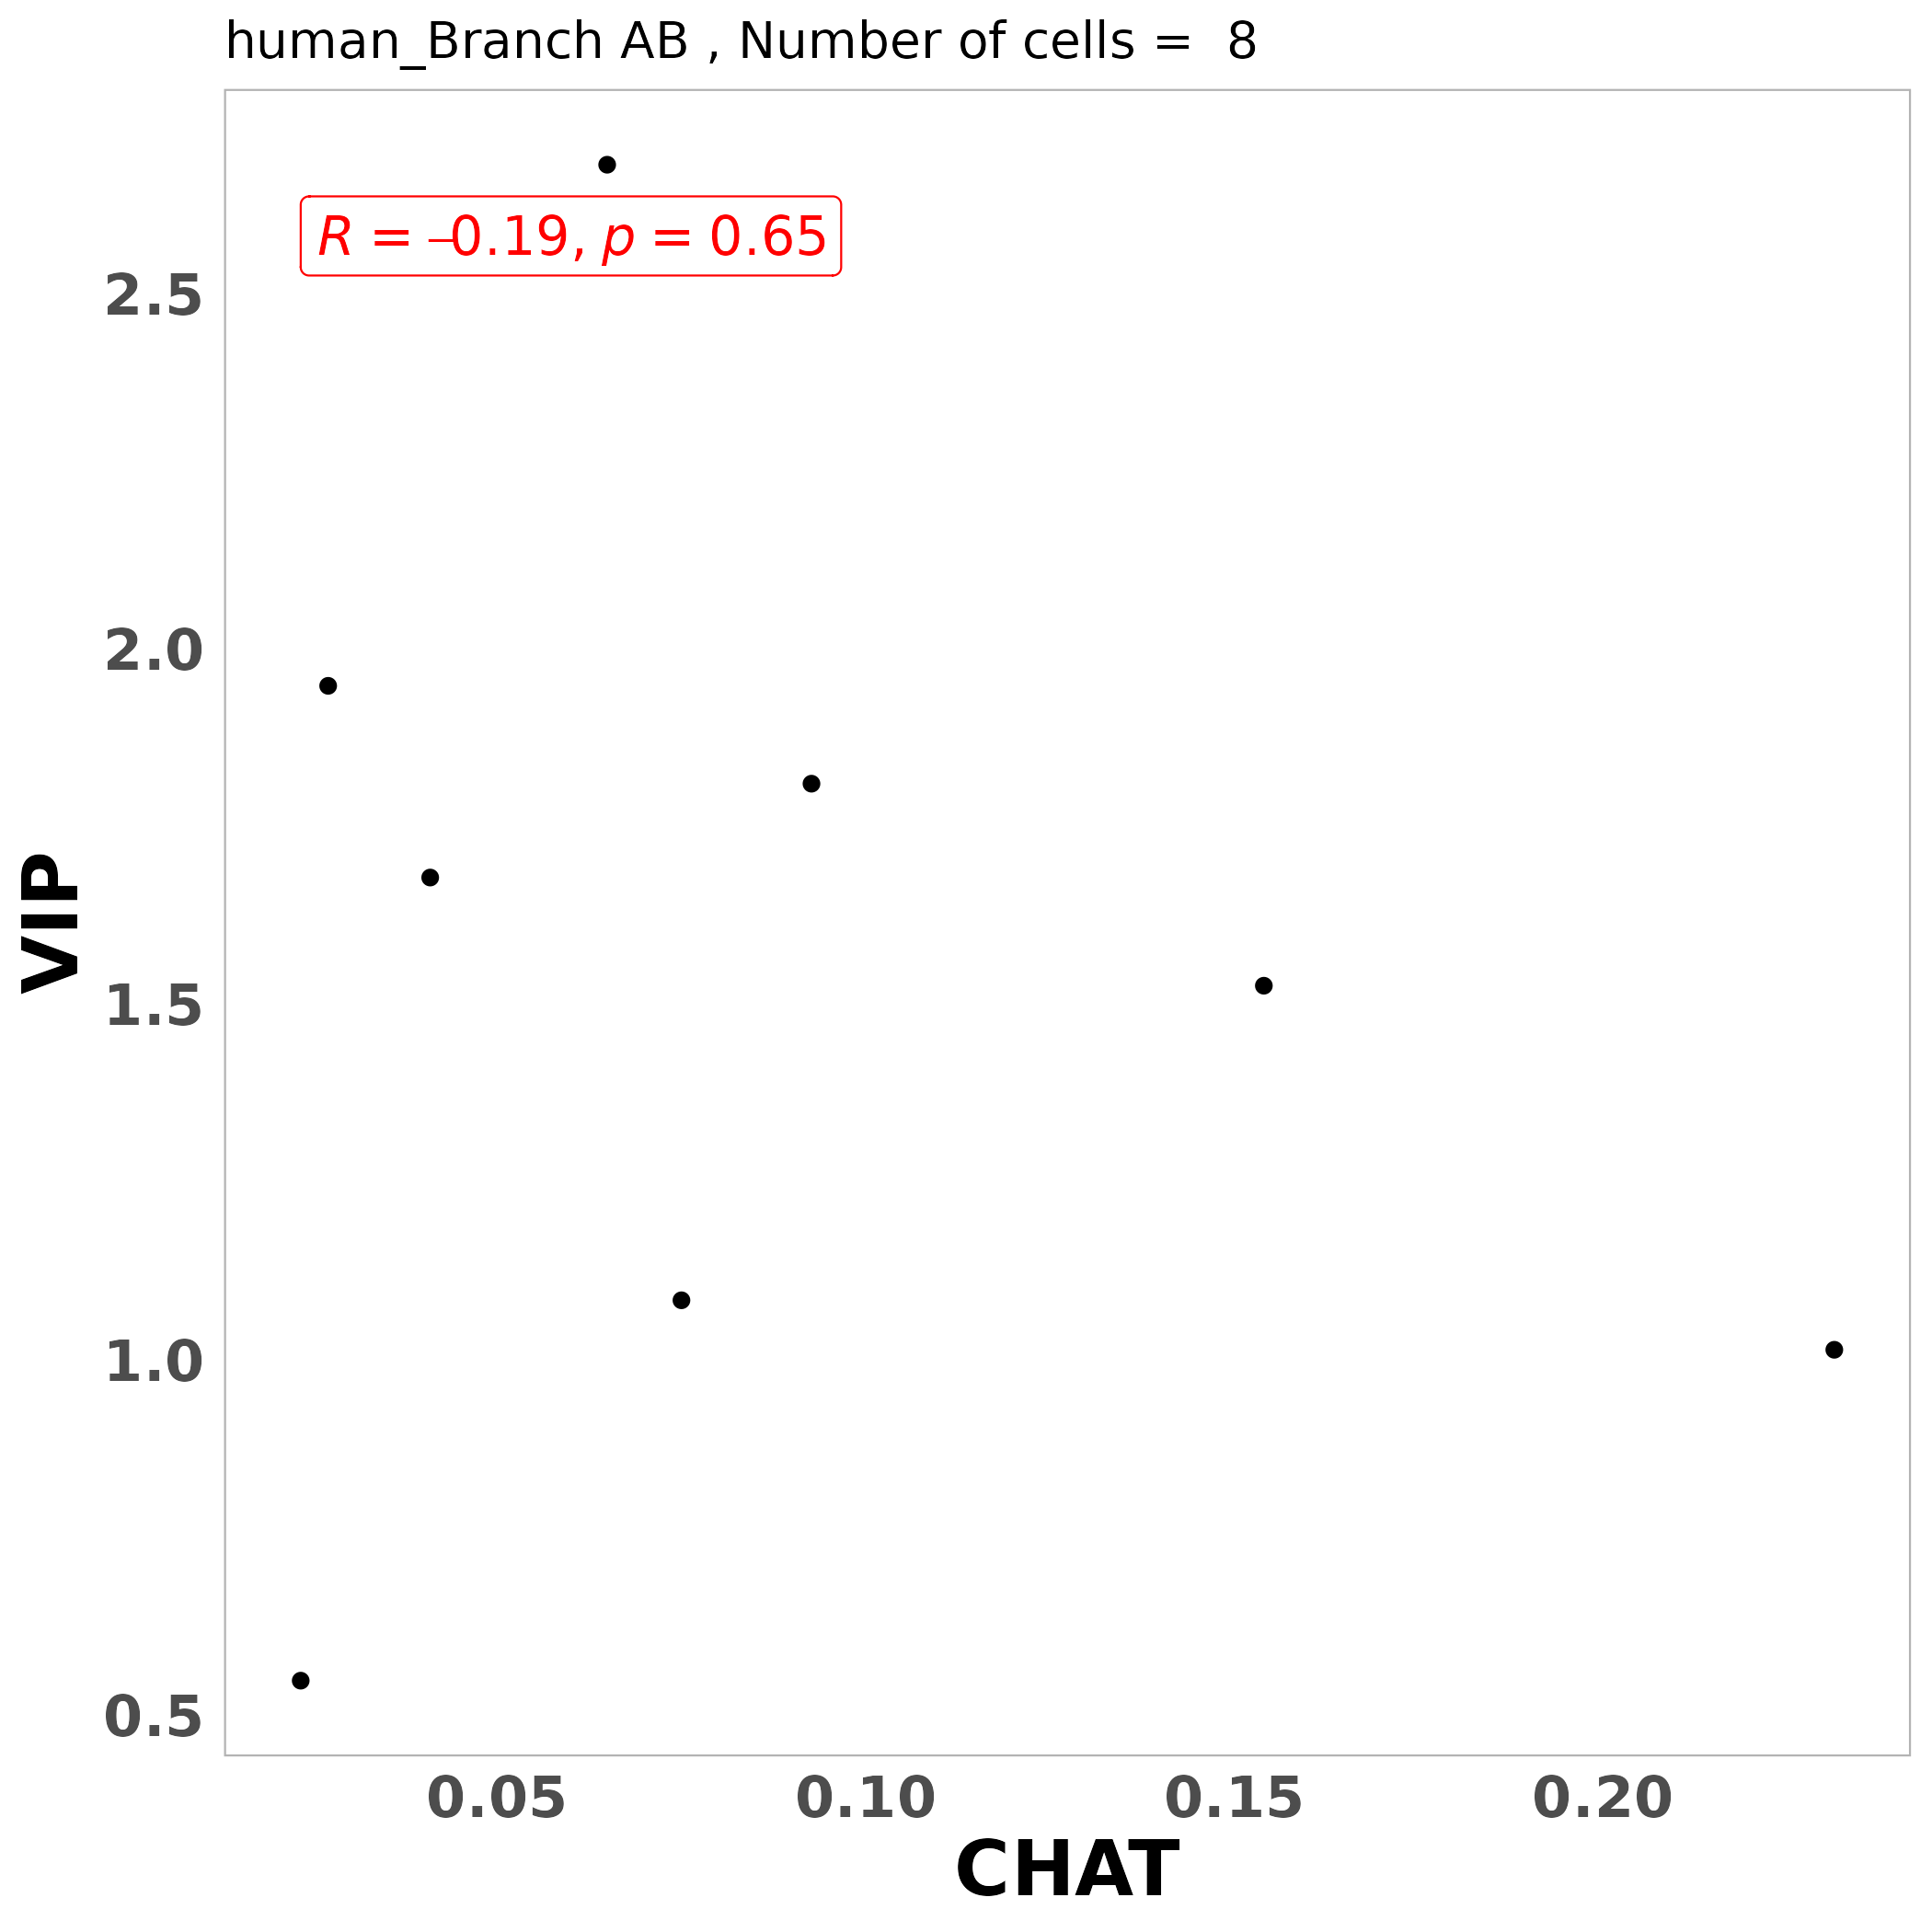 human_Branch AB , Number of cells =  8
R = –0.19, p = 0.65
2.5
2.0
1.5
1.0
0.5
VIP
0.05 0.10 0.15 0.20
CHAT